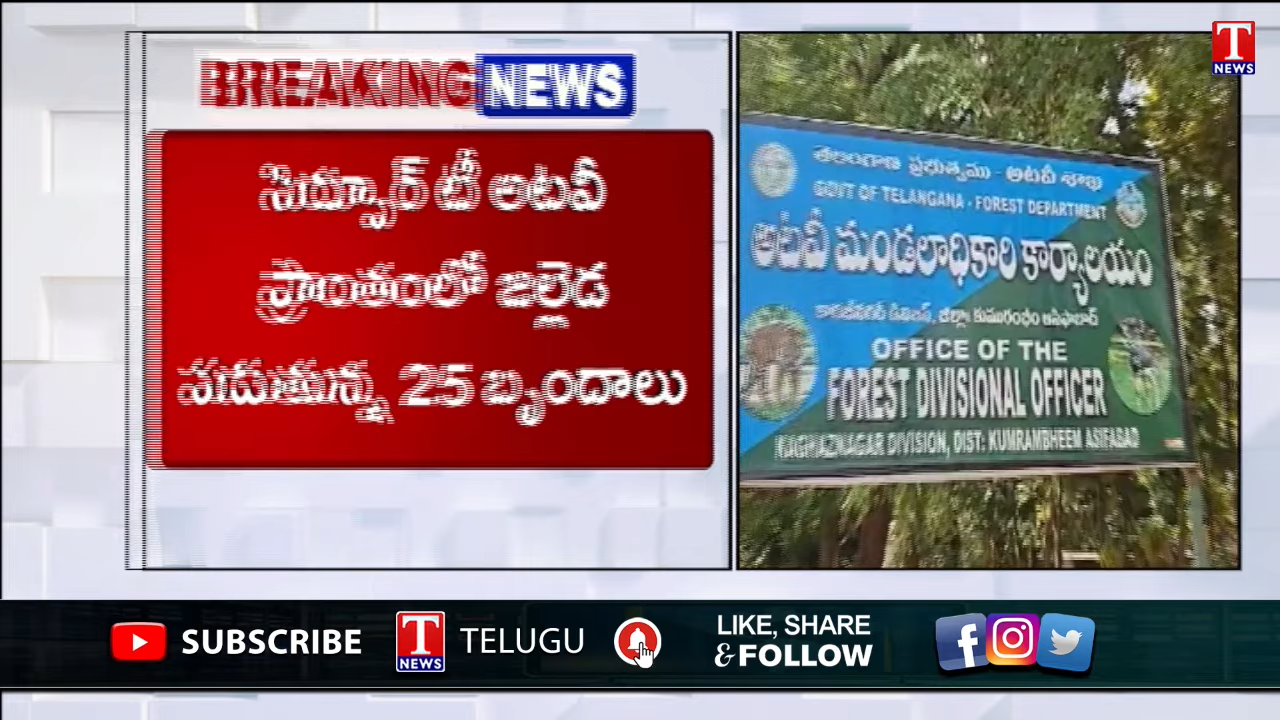 BREAKING NEWS
సిర్పూర్ టీ అటవీ
ప్రాంతంలో జల్లెడ
పడుతున్న 25 బృందాలు
T NEWS
తెలంగాణ ప్రభుత్వము - అటవీ శాఖ
GOVT OF TELANGANA - FOREST DEPARTMENT
అటవీ మండలాధికారి కార్యాలయం
జిల్లా: కుమురంభీం ఆసిఫాబాద్
OFFICE OF THE
FOREST DIVISIONAL OFFICER
KAGHAZNAGAR DIVISION, DIST: KUMRAMBHEEM ASIFABAD
SUBSCRIBE T NEWS TELUGU
LIKE, SHARE
& FOLLOW